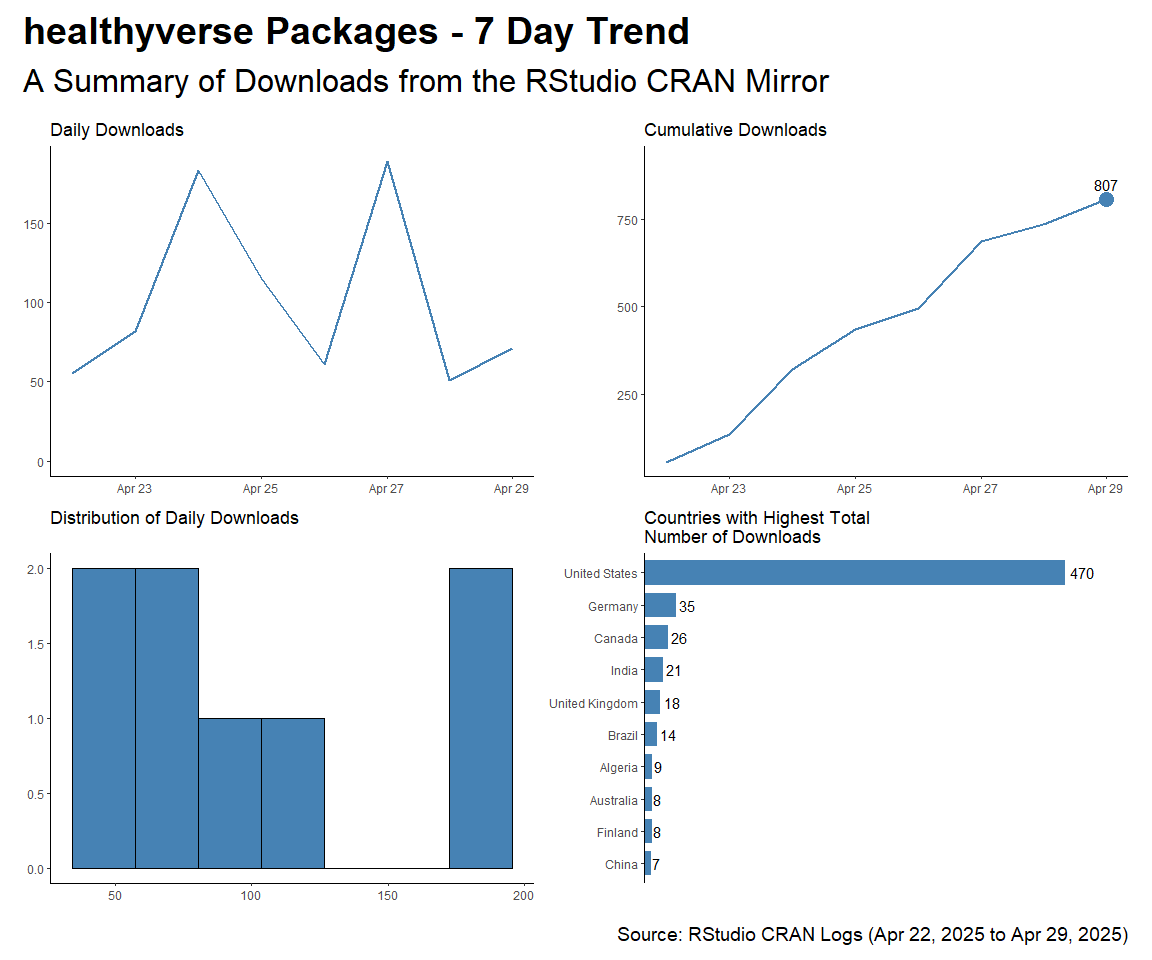 healthyverse Packages - 7 Day Trend
A Summary of Downloads from the RStudio CRAN Mirror
Daily Downloads
150
100
50
0
Apr 23
Apr 25
Apr 27
Apr 29
Cumulative Downloads
807
750
500
250
Apr 23
Apr 25
Apr 27
Apr 29
Distribution of Daily Downloads
2.0
1.5
1.0
0.5
0.0
50
100
150
200
Countries with Highest Total
Number of Downloads
United States 470
Germany 35
Canada 26
India 21
United Kingdom 18
Brazil 14
Algeria 9
Australia 8
Finland 8
China 7
Source: RStudio CRAN Logs (Apr 22, 2025 to Apr 29, 2025)